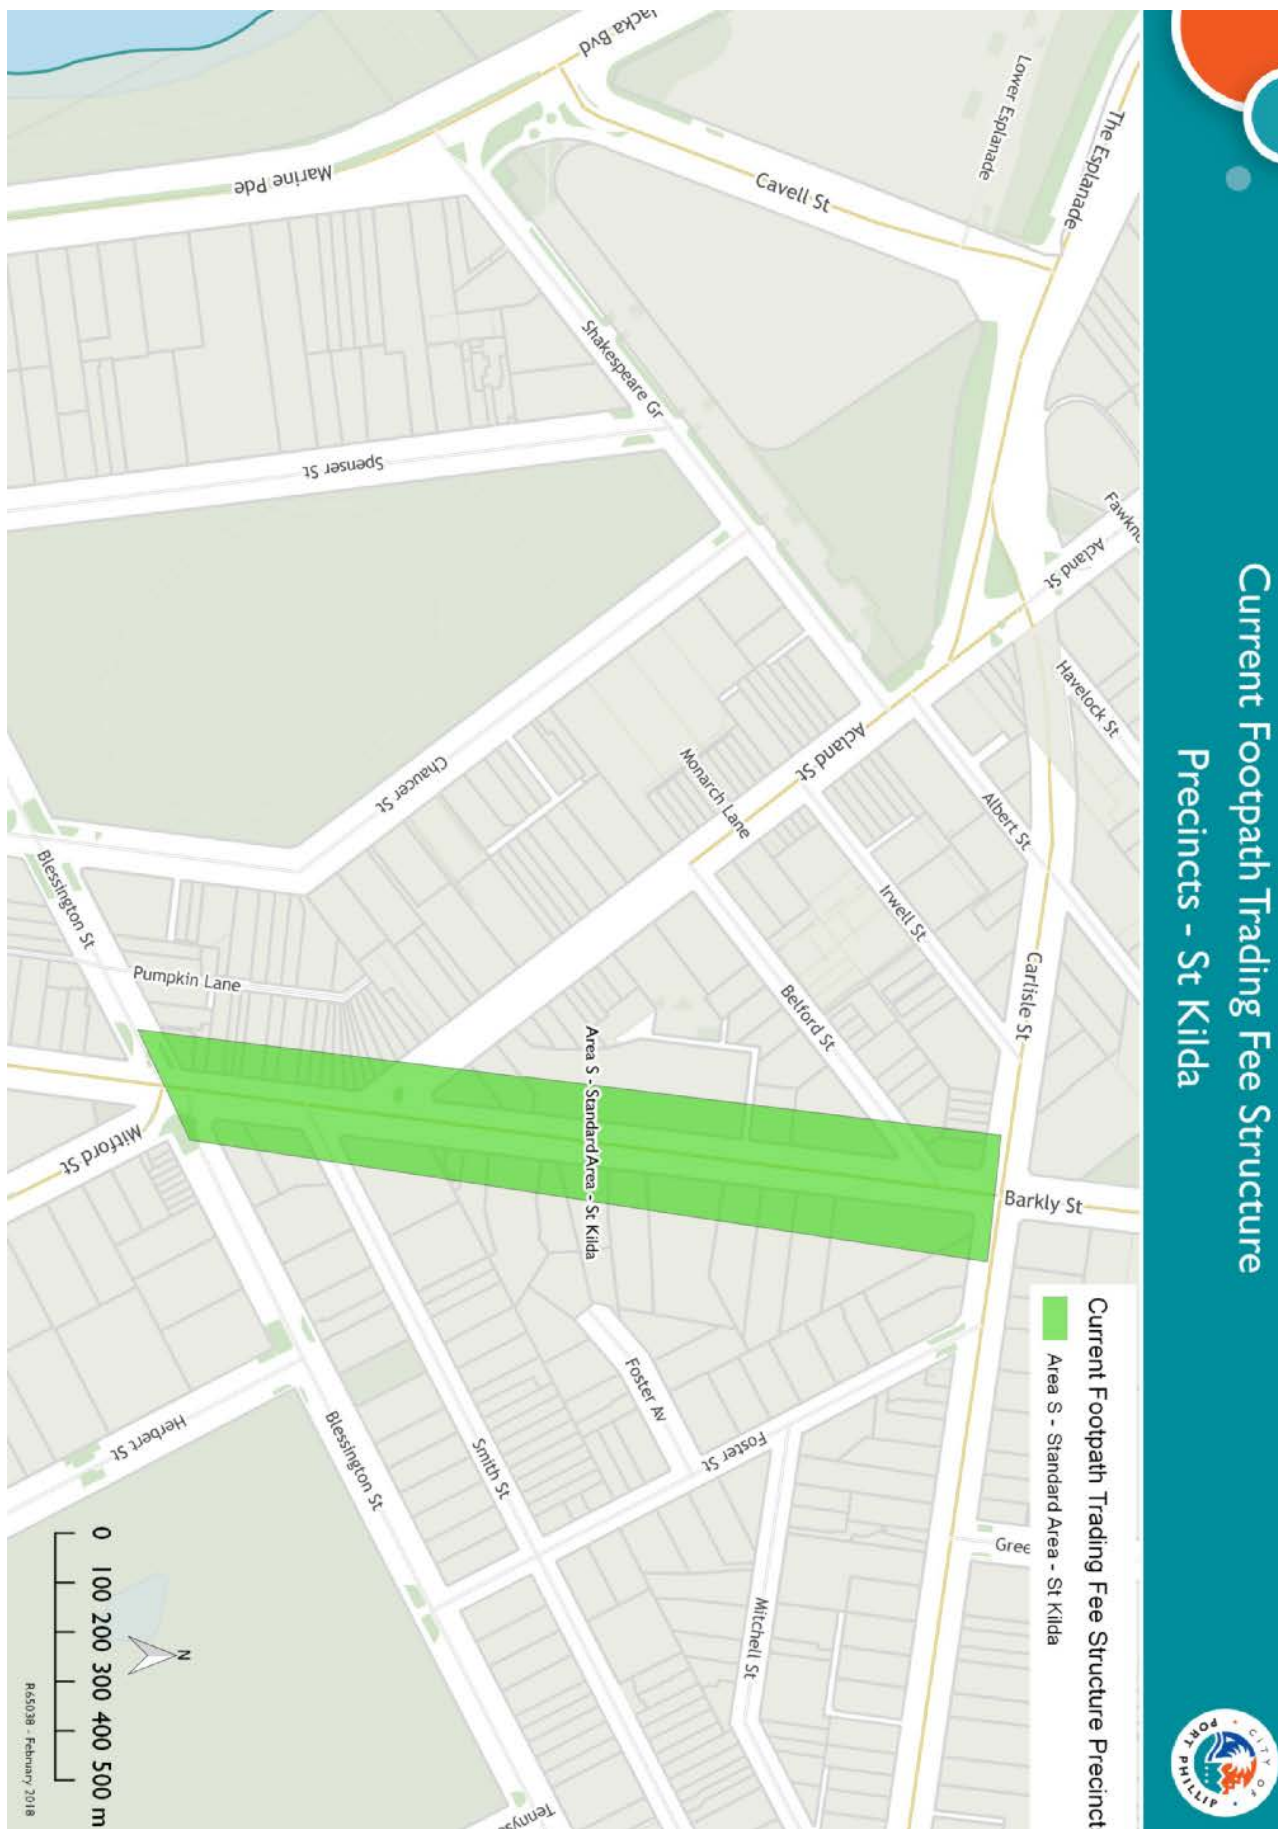 Current Footpath Trading Fee Structure
Precincts - St Kilda
Current Footpath Trading Fee Structure Precinct
Area S - Standard Area - St Kilda
Jacka Bvd
Lower Esplanade
The Esplanade
Marine Pde
Cavell St
Shakespeare Gr
Spenser St
Acland St
Havelock St
Chaucer St
Monarch Lane
Acland St
Albert St
Irwell St
Carlisle St
Blessington St
Pumpkin Lane
Belford St
Area S - Standard Area - St Kilda
Mitford St
Barkly St
Foster Av
Foster St
Herbert St
Blessington St
Smith St
Mitchell St
0 100 200 300 400 500 m
N
R65038 - February 2018
CITY OF
PORT PHILLIP